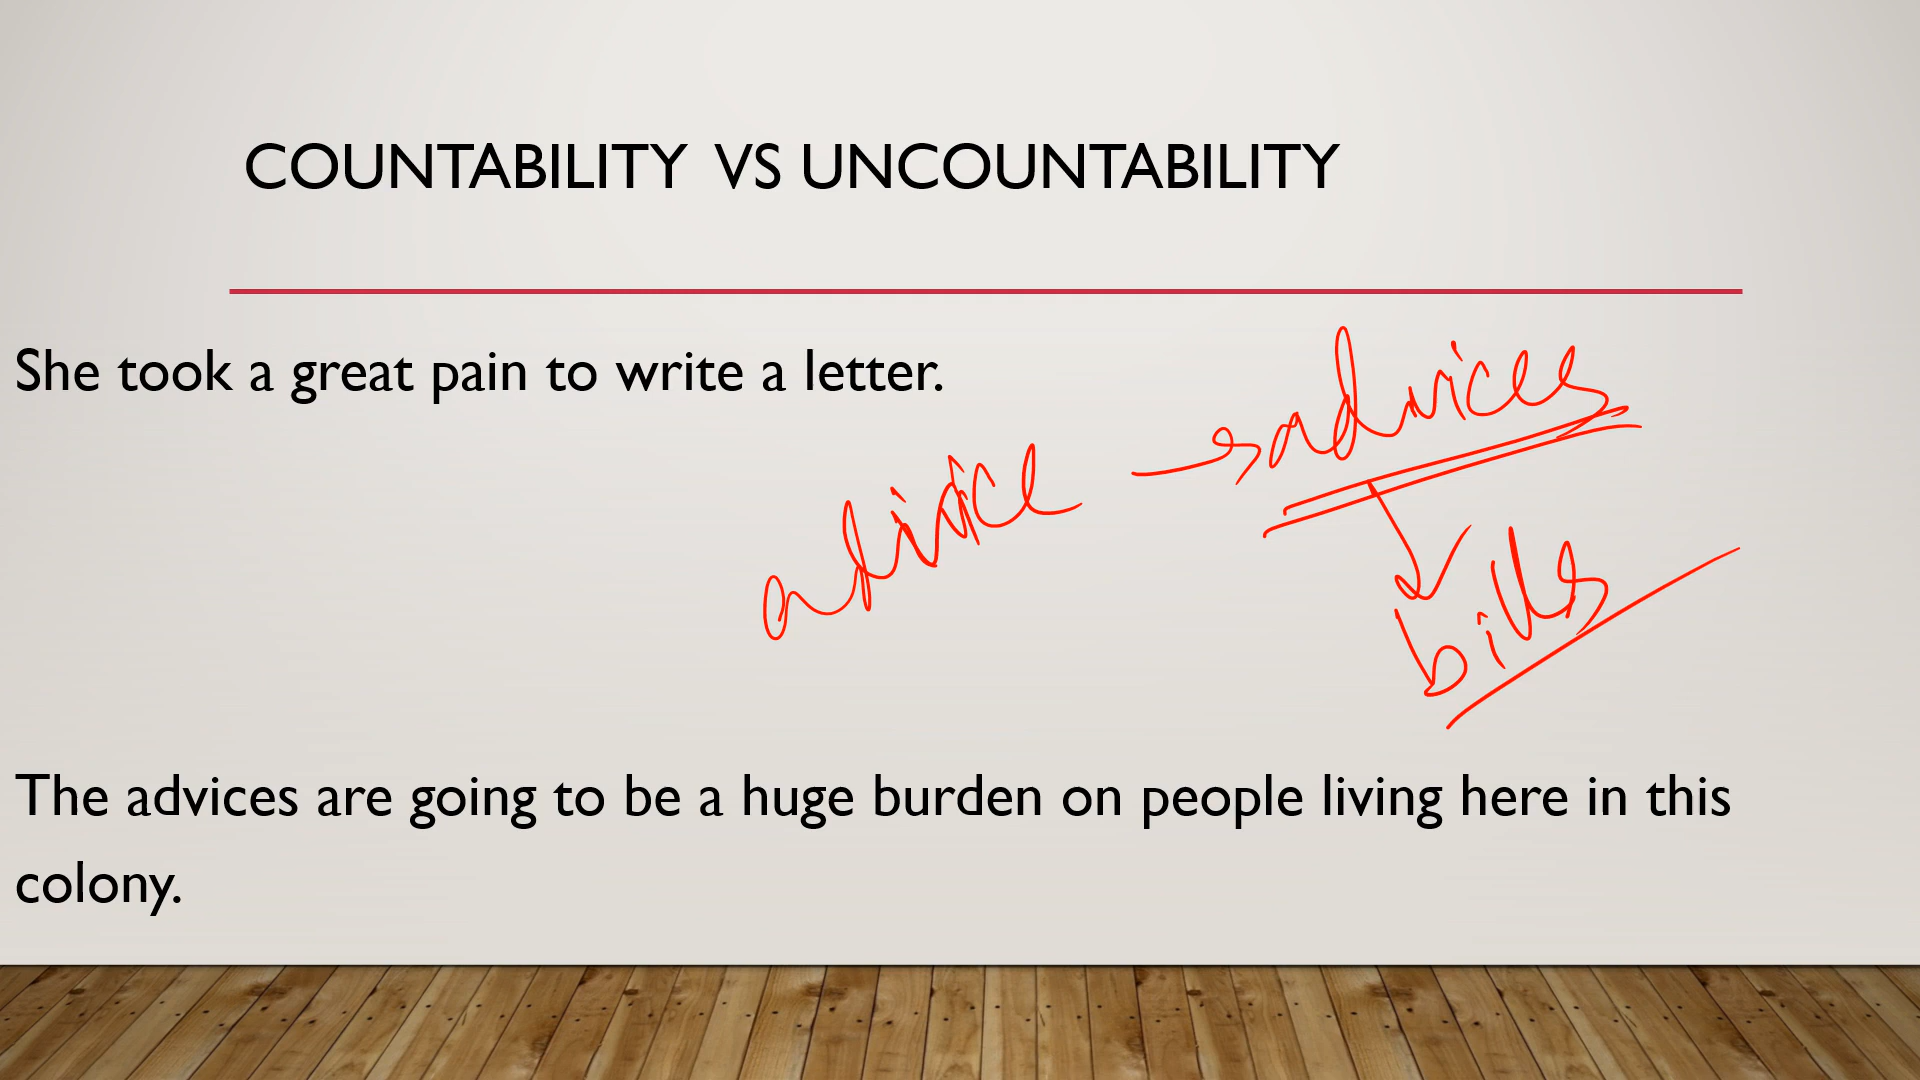 COUNTABILITY VS UNCOUNTABILITY
She took a great pain to write a letter.
advice → advices
bills
The advices are going to be a huge burden on people living here in this
colony.